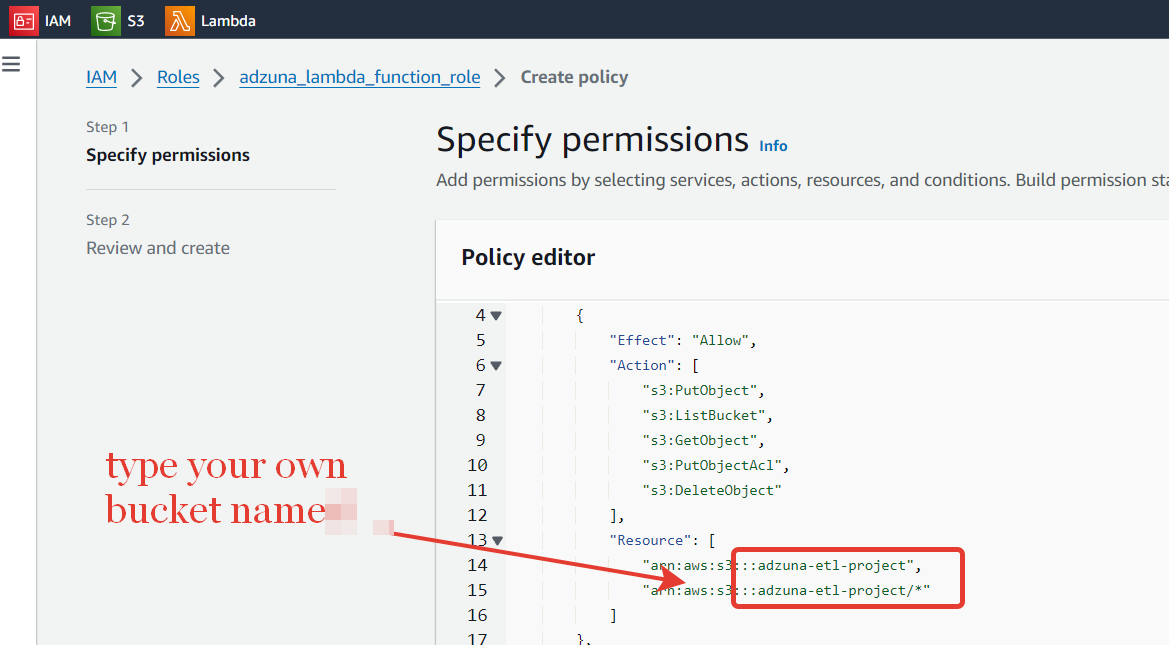 IAM S3 Lambda
IAM Roles adzuna_lambda_function_role Create policy
Step 1
Specify permissions
Step 2
Review and create
Specify permissions Info
Add permissions by selecting services, actions, resources, and conditions. Build permission sta
Policy editor
4 {
5 "Effect": "Allow",
6 "Action": [
7 "s3:PutObject",
8 "s3:ListBucket",
9 "s3:GetObject",
10 "s3:PutObjectAcl",
11 "s3:DeleteObject"
12 ],
13 "Resource": [
14 "arn:aws:s3:::adzuna-etl-project",
15 "arn:aws:s3:::adzuna-etl-project/*"
16 ]
17 },
type your own
bucket name